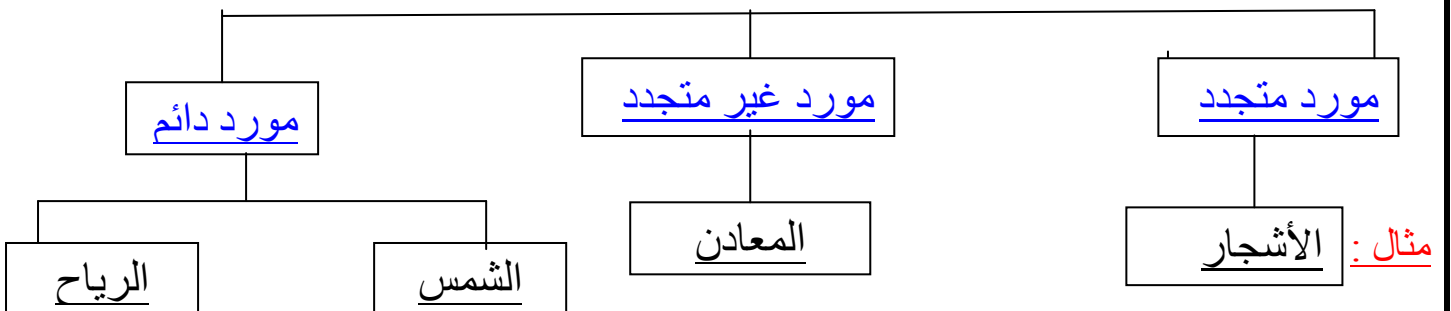 مورد متجدد
مورد غير متجدد
مورد دائم
مثال : الأشجار
المعادن
الشمس
الرياح